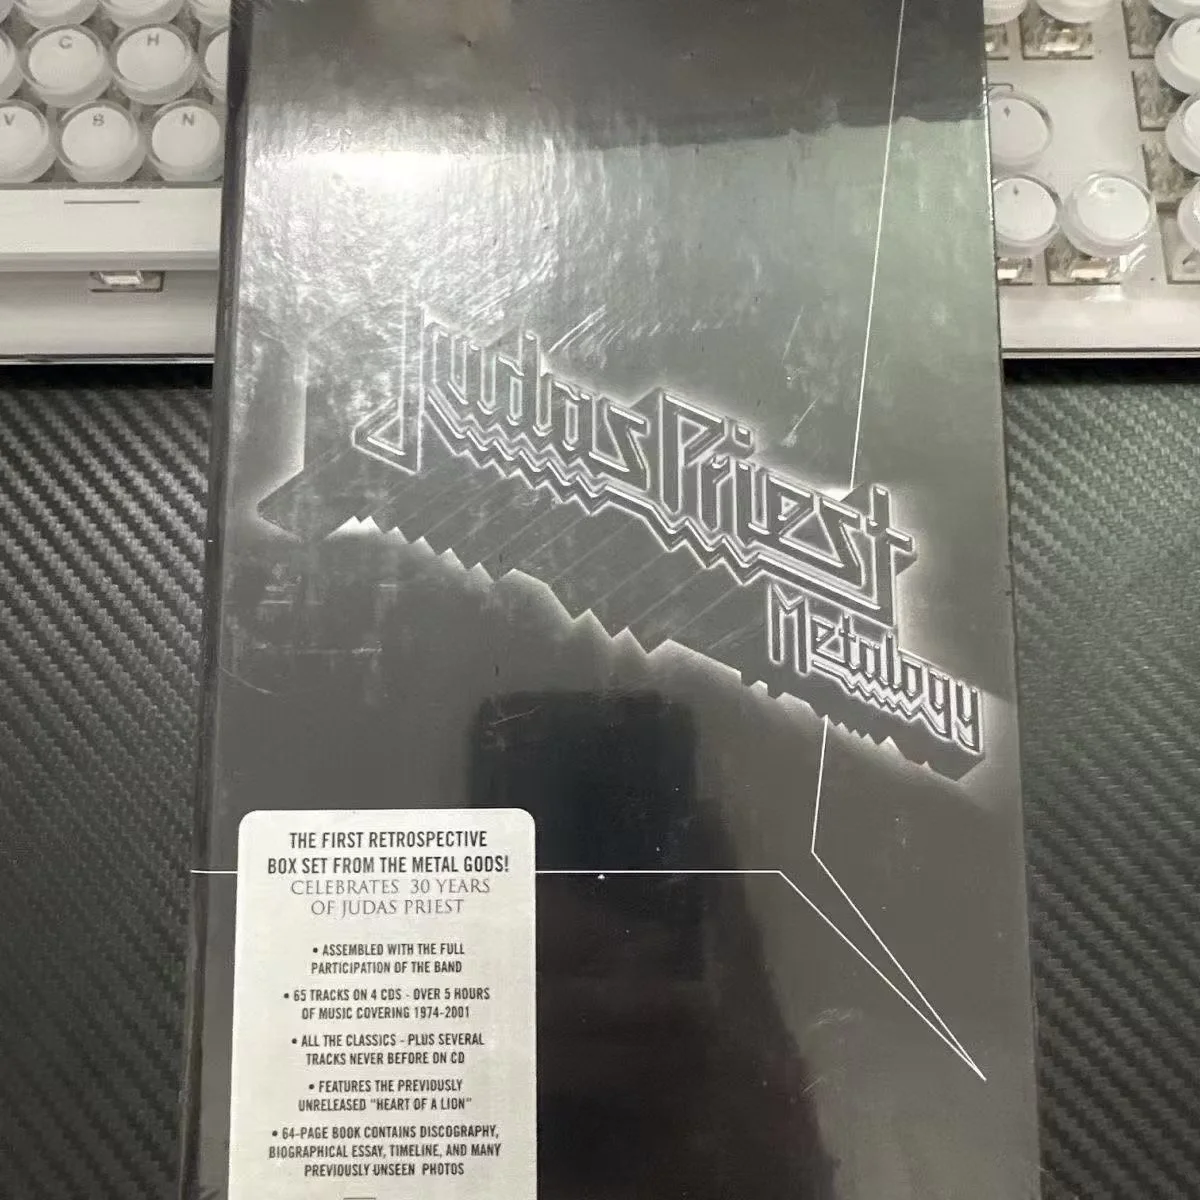 C H
V B N
Judas Priest
Metalogy
THE FIRST RETROSPECTIVE
BOX SET FROM THE METAL GODS!
CELEBRATES 30 YEARS
OF JUDAS PRIEST
• ASSEMBLED WITH THE FULL
PARTICIPATION OF THE BAND
• 65 TRACKS ON 4 CDS - OVER 5 HOURS
OF MUSIC COVERING 1974-2001
• ALL THE CLASSICS - PLUS SEVERAL
TRACKS NEVER BEFORE ON CD
• FEATURES THE PREVIOUSLY
UNRELEASED "HEART OF A LION"
• 64-PAGE BOOK CONTAINS DISCOGRAPHY,
BIOGRAPHICAL ESSAY, TIMELINE, AND MANY
PREVIOUSLY UNSEEN PHOTOS